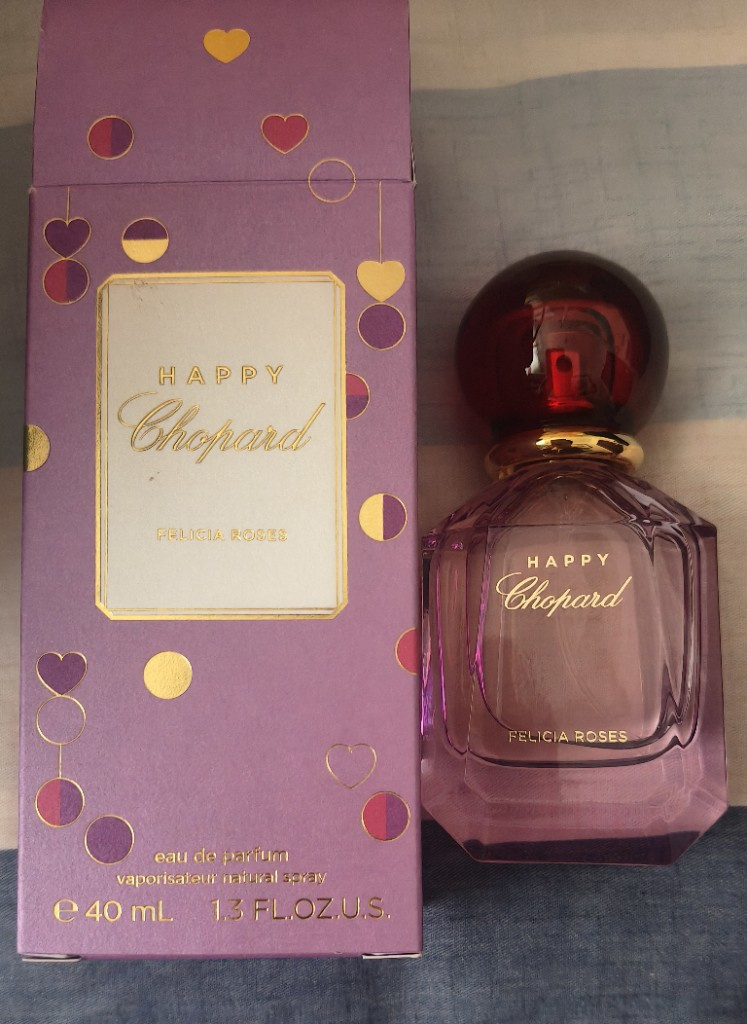 HAPPY
Chopard
FELICIA ROSES
eau de parfum
vaporisateur natural spray
℮ 40 mL 1.3 FL.OZ.U.S.
HAPPY
Chopard
FELICIA ROSES